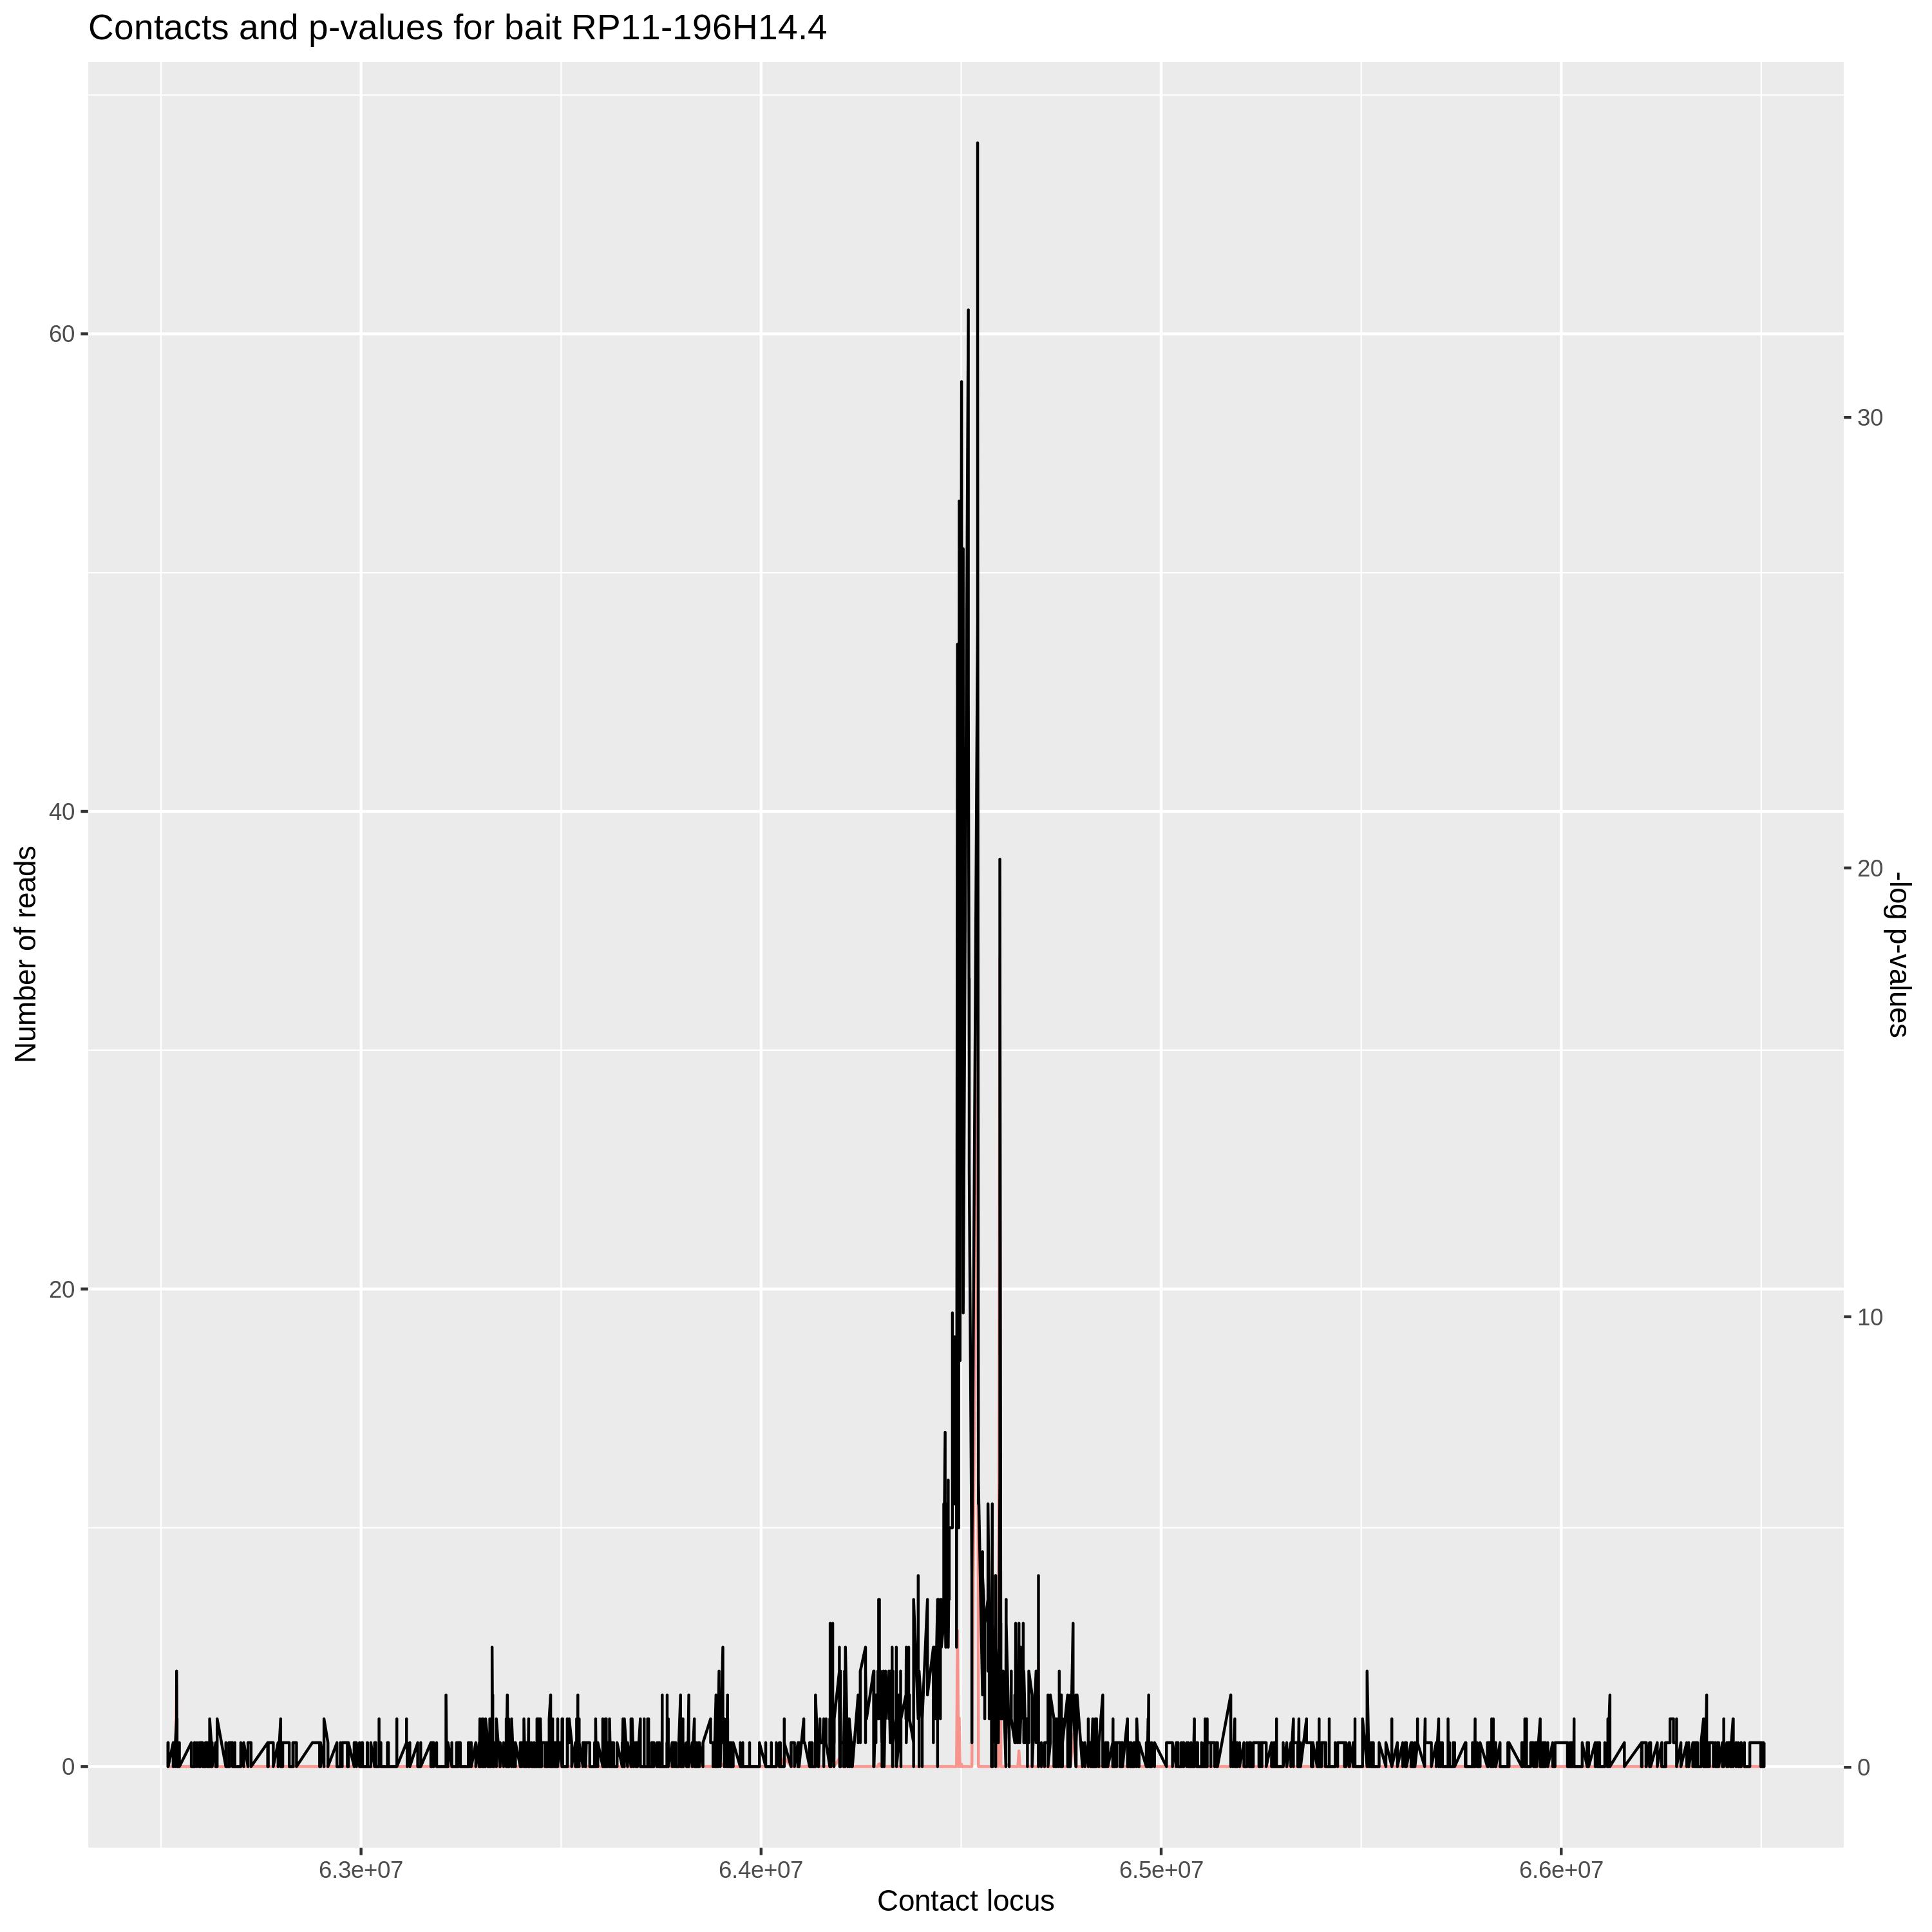 Contacts and p-values for bait RP11-196H14.4
60
40
20
0
Number of reads
30
20
10
0
-log p-values
6.3e+07
6.4e+07
6.5e+07
6.6e+07
Contact locus